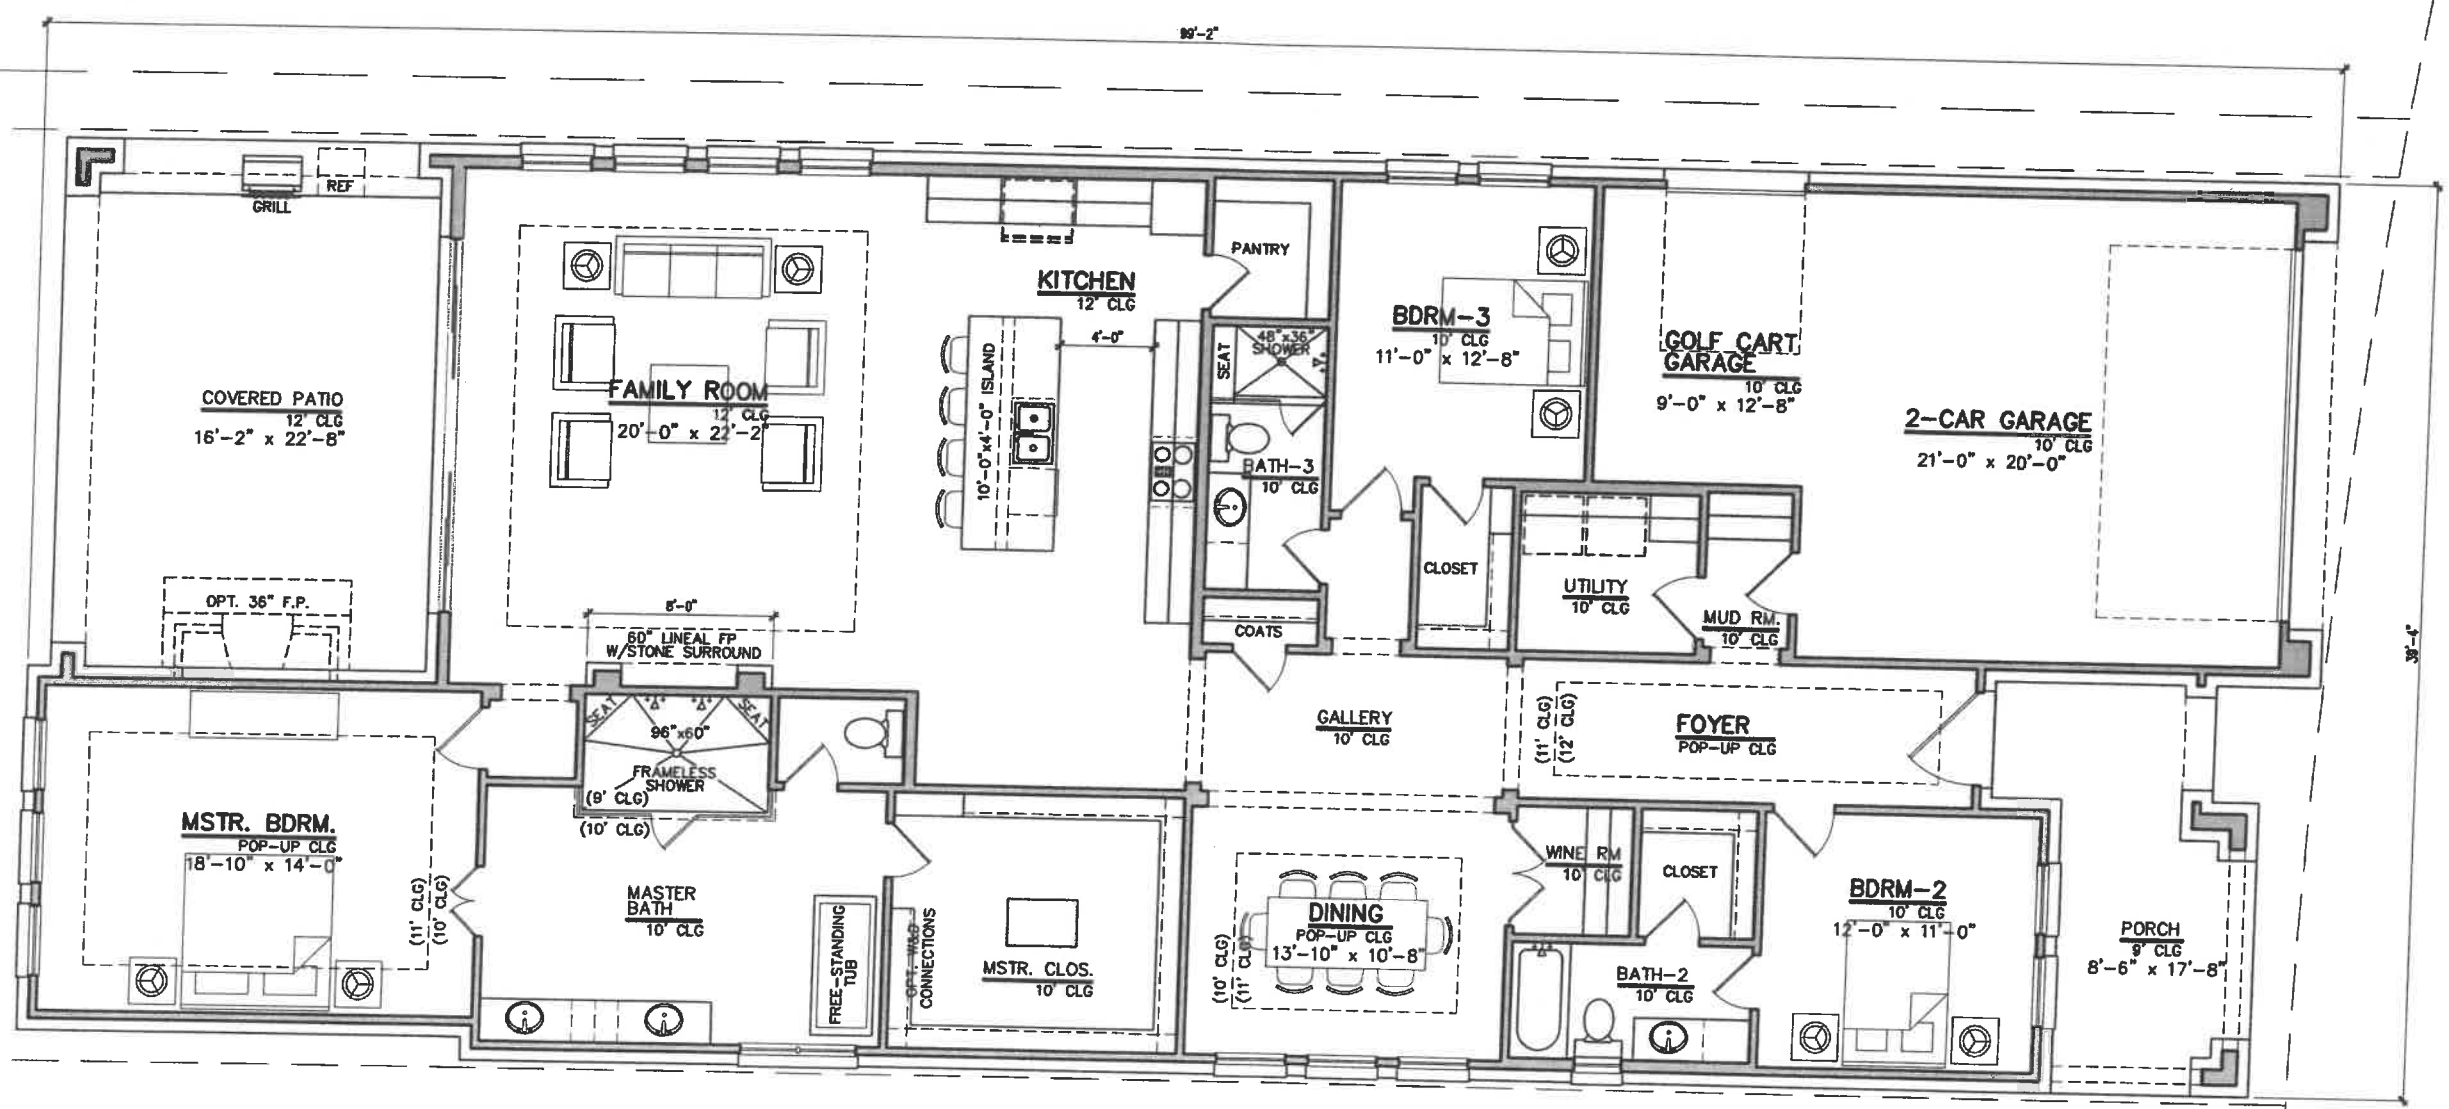 99'-2"
REF
GRILL
COVERED PATIO
12' CLG
16'-2" x 22'-8"
OPT. 36" F.P.
FAMILY ROOM
12' CLG
20'-0" x 22'-2"
8'-0"
60" LINEAL FP
W/STONE SURROUND
KITCHEN
12' CLG
4'-0"
10'-0"x4'-0" ISLAND
PANTRY
SEAT
48"x36"
SHOWER
BATH-3
10' CLG
COATS
BDRM-3
10' CLG
11'-0" x 12'-8"
CLOSET
UTILITY
10' CLG
MUD RM.
10' CLG
GOLF CART
GARAGE
10' CLG
9'-0" x 12'-8"
2-CAR GARAGE
10' CLG
21'-0" x 20'-0"
39'-4"
GALLERY
10' CLG
(11' CLG)
(12' CLG)
FOYER
POP-UP CLG
MSTR. BDRM.
POP-UP CLG
18'-10" x 14'-0"
(11' CLG)
(10' CLG)
SEAT
SEAT
96"x60"
FRAMELESS
SHOWER
(9' CLG)
(10' CLG)
MASTER
BATH
10' CLG
FREE-STANDING
TUB
OPT. W&D
CONNECTIONS
MSTR. CLOS.
10' CLG
(10' CLG)
(11' CLG)
DINING
POP-UP CLG
13'-10" x 10'-8"
WINE RM
10' CLG
CLOSET
BATH-2
10' CLG
BDRM-2
10' CLG
12'-0" x 11'-0"
PORCH
9' CLG
8'-6" x 17'-8"